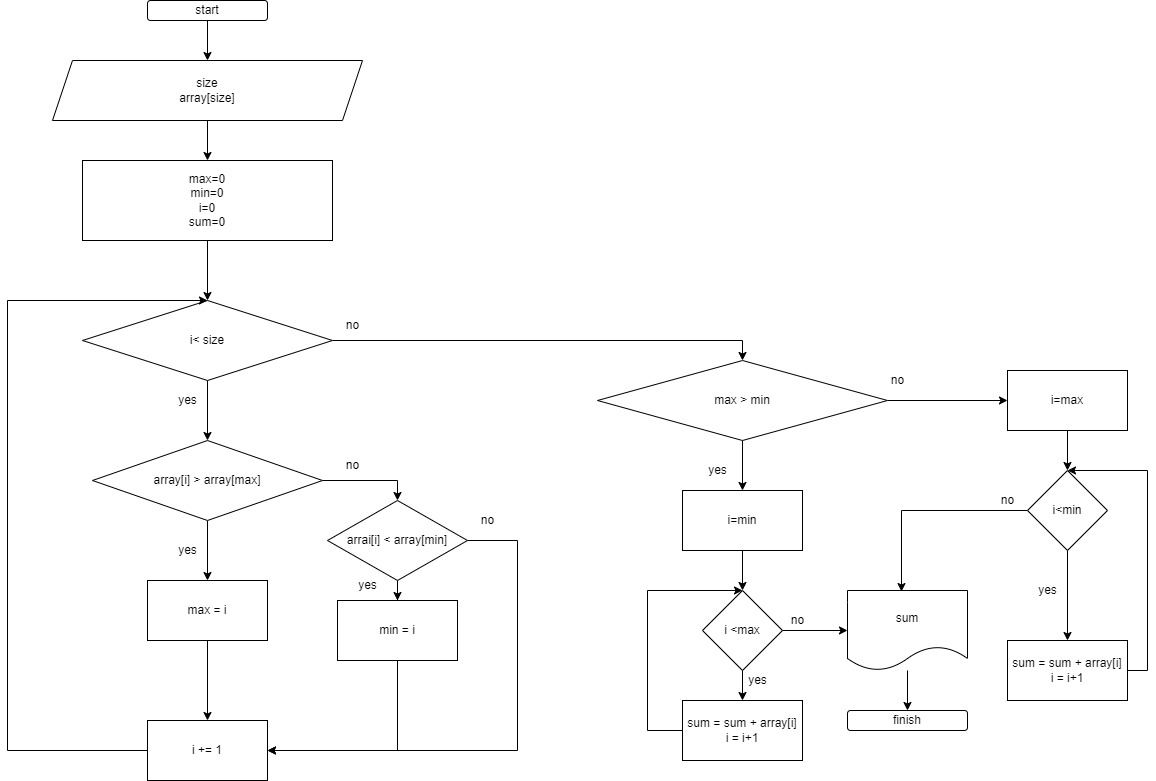 start
size
array[size]
max=0
min=0
i=0
sum=0
i< size
no
yes
array[i] > array[max]
no
yes
arrai[i] < array[min]
no
yes
max = i
min = i
i += 1
max > min
no
yes
i=max
i=min
i<min
no
yes
i <max
no
yes
sum
sum = sum + array[i]
i = i+1
sum = sum + array[i]
i = i+1
finish